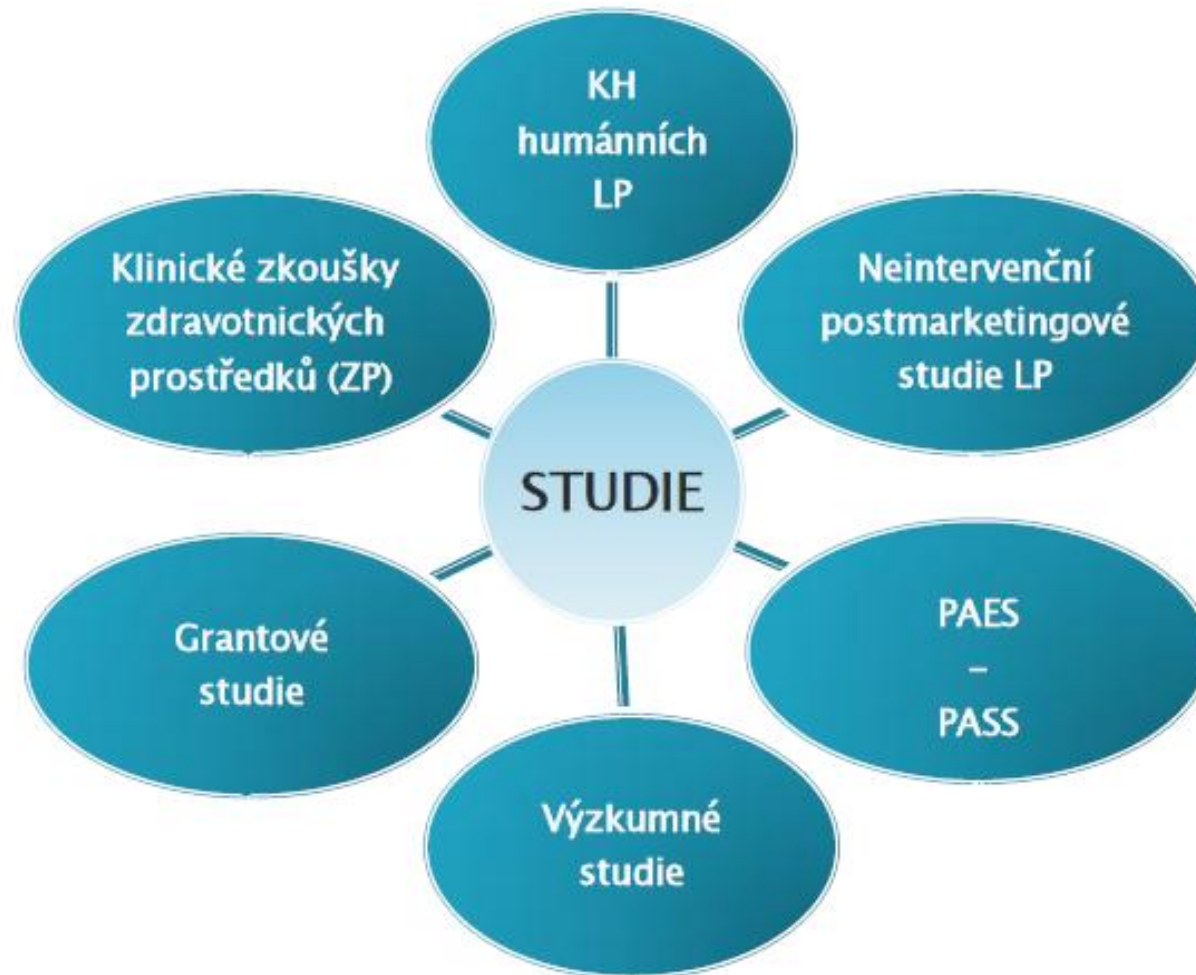 KH
humánních
LP
Klinické zkoušky
zdravotnických
prostředků (ZP)
Neintervenční
postmarketingové
studie LP
STUDIE
Grantové
studie
PAES
–
PASS
Výzkumné
studie